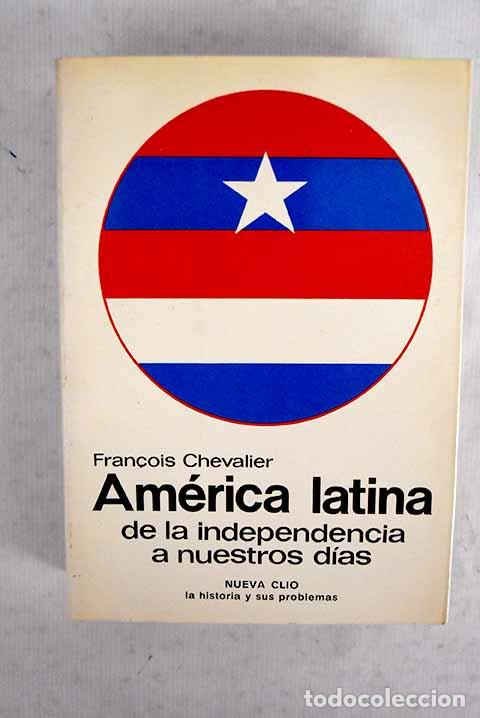 François Chevalier
América latina
de la independencia
a nuestros días
NUEVA CLIO
la historia y sus problemas
todocoleccion